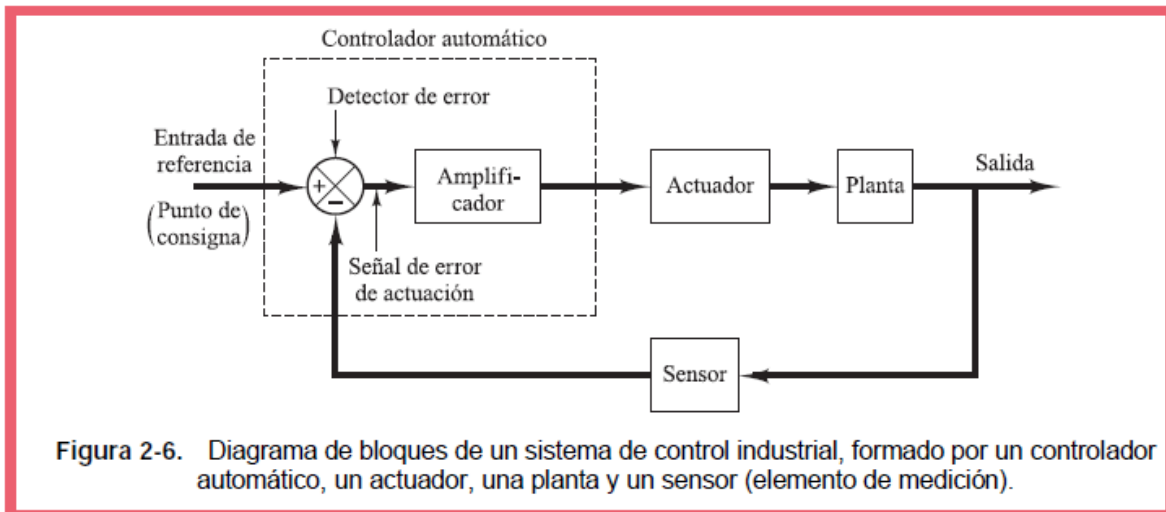 Controlador automático
Detector de error
Entrada de
referencia
(Punto de
consigna)
+
−
Amplifi-
cador
Señal de error
de actuación
Actuador
Planta
Salida
Sensor
Figura 2-6. Diagrama de bloques de un sistema de control industrial, formado por un controlador
automático, un actuador, una planta y un sensor (elemento de medición).